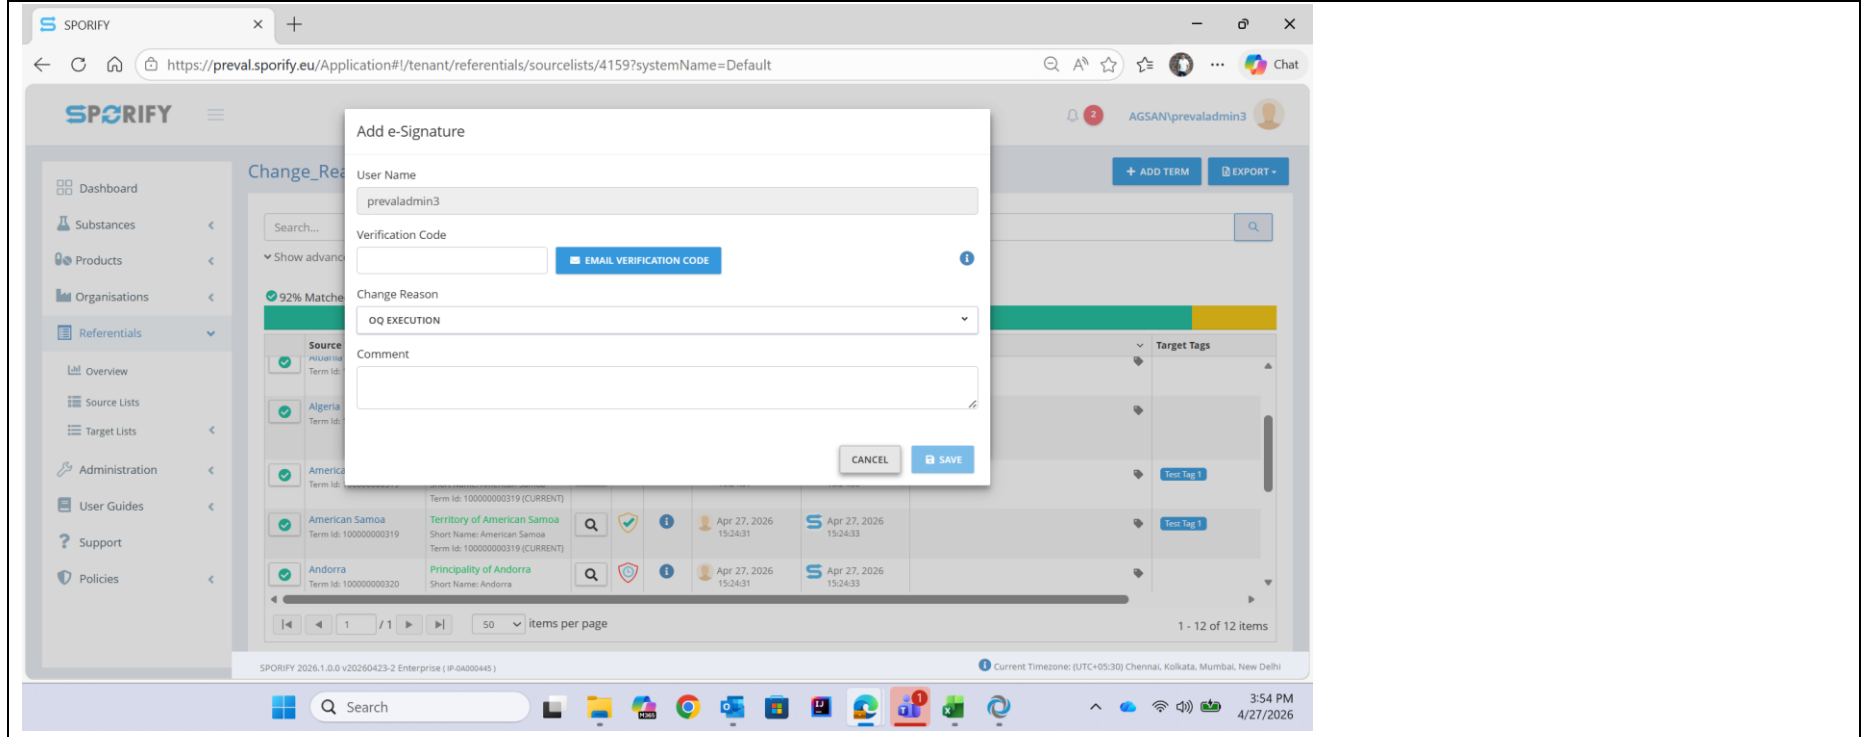 SPORIFY
https://preval.sporify.eu/Application#!/tenant/referentials/sourcelists/4159?systemName=Default
Chat
SPORIFY
2
AGSAN\prevaladmin3
Dashboard
Substances
Products
Organisations
Referentials
Overview
Source Lists
Target Lists
Administration
User Guides
Support
Policies
Change_Rea
+ ADD TERM
EXPORT
Search...
Show advanc
92% Matche
Add e-Signature
User Name
prevaladmin3
Verification Code
EMAIL VERIFICATION CODE
Change Reason
OQ EXECUTION
Comment
CANCEL
SAVE
Source
Target Tags
Albania
Term Id:
Algeria
Term Id:
America
Term Id:
Term Id: 100000000319 (CURRENT)
Test Tag 1
American Samoa
Term Id: 100000000319
Territory of American Samoa
Short Name: American Samoa
Term Id: 100000000319 (CURRENT)
Apr 27, 2026
15:24:31
Apr 27, 2026
15:24:33
Test Tag 1
Andorra
Term Id: 100000000320
Principality of Andorra
Short Name: Andorra
Apr 27, 2026
15:24:31
Apr 27, 2026
15:24:33
1 / 1
50
items per page
1 - 12 of 12 items
SPORIFY 2026.1.0.0 v20260423-2 Enterprise ( IP-0A000445 )
Current Timezone: (UTC+05:30) Chennai, Kolkata, Mumbai, New Delhi
Search
M365
1
3:54 PM
4/27/2026